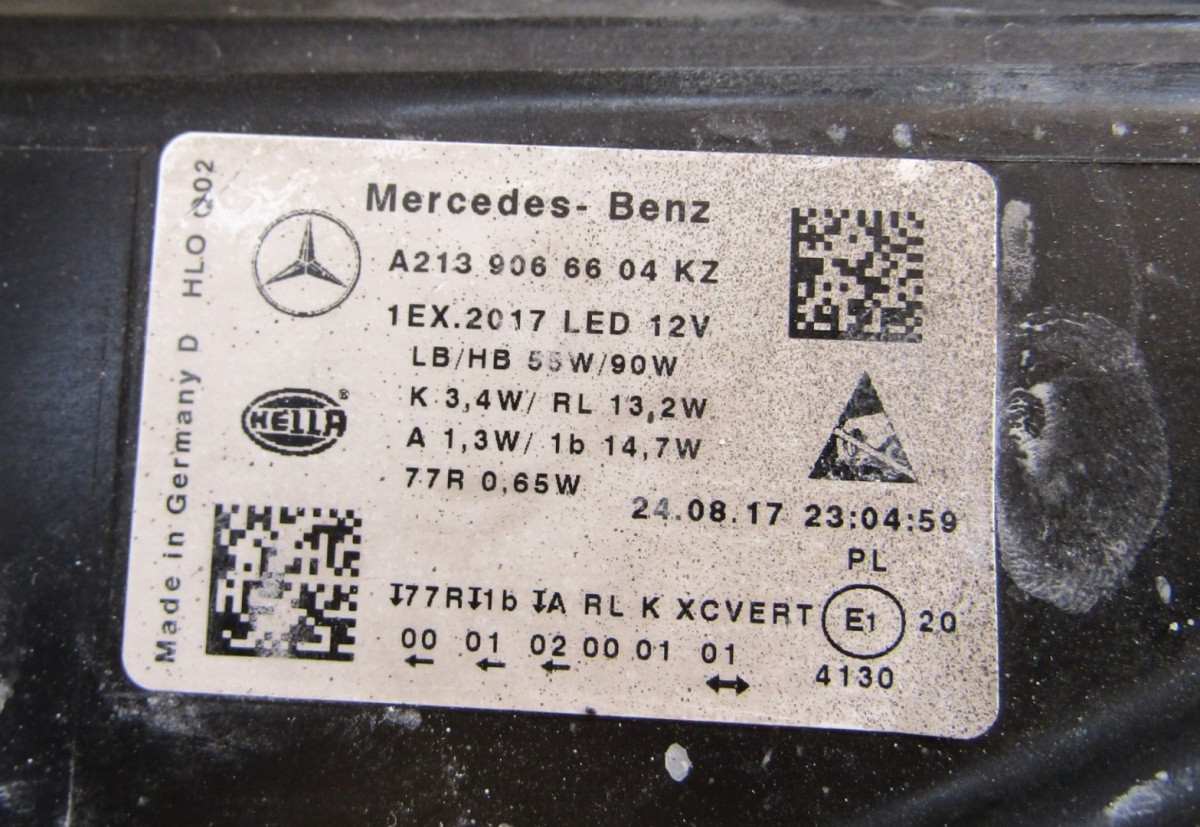 Mercedes- Benz
A213 906 66 04 KZ
1EX.2017 LED 12V
LB/HB 55W/90W
K 3,4W/ RL 13,2W
A 1,3W/ 1b 14,7W
77R 0,65W
24.08.17 23:04:59
PL
↧77R↧1b ↧A RL K XCVERT E1 20
00 01 02 00 01 01
← ← ← ↔
4130
HELLA®
Made in Germany D HLO Q02